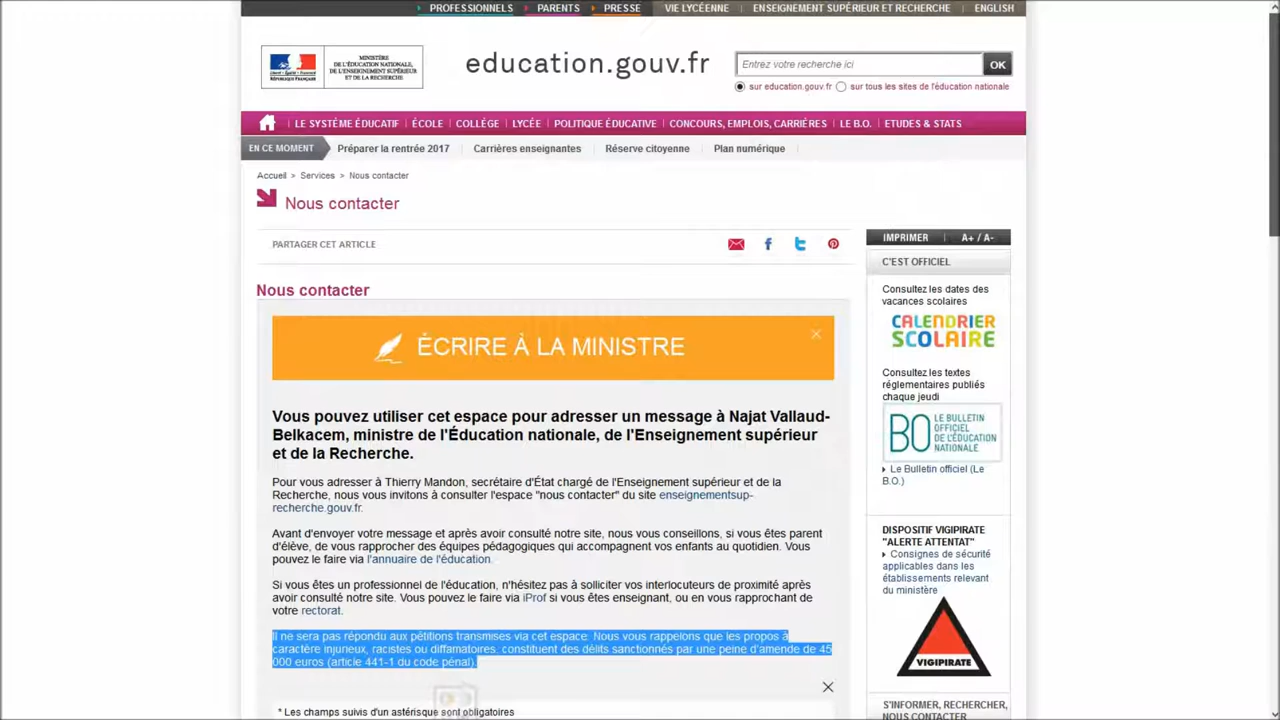 PROFESSIONNELS PARENTS PRESSE VIE LYCÉENNE ENSEIGNEMENT SUPÉRIEUR ET RECHERCHE ENGLISH
Liberté • Égalité • Fraternité
RÉPUBLIQUE FRANÇAISE
MINISTÈRE
DE L'ÉDUCATION NATIONALE,
DE L'ENSEIGNEMENT SUPÉRIEUR
ET DE LA RECHERCHE
education.gouv.fr
Entrez votre recherche ici OK
sur education.gouv.fr sur tous les sites de l'éducation nationale
LE SYSTÈME ÉDUCATIF ÉCOLE COLLÈGE LYCÉE POLITIQUE ÉDUCATIVE CONCOURS, EMPLOIS, CARRIÈRES LE B.O. ETUDES & STATS
EN CE MOMENT Préparer la rentrée 2017 Carrières enseignantes Réserve citoyenne Plan numérique
Accueil > Services > Nous contacter
Nous contacter
PARTAGER CET ARTICLE
Nous contacter
ÉCRIRE À LA MINISTRE
Vous pouvez utiliser cet espace pour adresser un message à Najat Vallaud-
Belkacem, ministre de l'Éducation nationale, de l'Enseignement supérieur
et de la Recherche.
Pour vous adresser à Thierry Mandon, secrétaire d'État chargé de l'Enseignement supérieur et de la
Recherche, nous vous invitons à consulter l'espace "nous contacter" du site enseignementsup-
recherche.gouv.fr.
Avant d'envoyer votre message et après avoir consulté notre site, nous vous conseillons, si vous êtes parent
d'élève, de vous rapprocher des équipes pédagogiques qui accompagnent vos enfants au quotidien. Vous
pouvez le faire via l'annuaire de l'éducation.
Si vous êtes un professionnel de l'éducation, n'hésitez pas à solliciter vos interlocuteurs de proximité après
avoir consulté notre site. Vous pouvez le faire via iProf si vous êtes enseignant, ou en vous rapprochant de
votre rectorat.
Il ne sera pas répondu aux pétitions transmises via cet espace. Nous vous rappelons que les propos à
caractère injurieux, racistes ou diffamatoires, constituent des délits sanctionnés par une peine d'amende de 45
000 euros (article 441-1 du code pénal).
* Les champs suivis d'un astérisque sont obligatoires
IMPRIMER A+ / A-
C'EST OFFICIEL
Consultez les dates des
vacances scolaires
CALENDRIER
SCOLAIRE
Consultez les textes
réglementaires publiés
chaque jeudi
BO LE BULLETIN
OFFICIEL
DE L'ÉDUCATION
NATIONALE
Le Bulletin officiel (Le
B.O.)
DISPOSITIF VIGIPIRATE
"ALERTE ATTENTAT"
Consignes de sécurité
applicables dans les
établissements relevant
du ministère
VIGIPIRATE
S'INFORMER, RECHERCHER,
NOUS CONTACTER